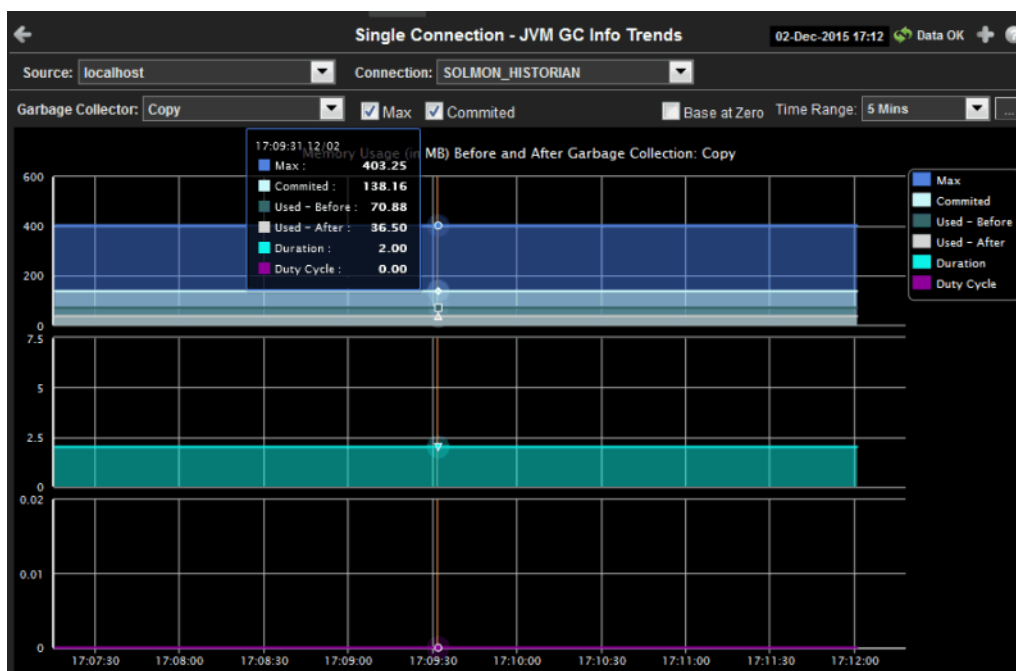 Single Connection - JVM GC Info Trends
02-Dec-2015 17:12
Data OK
Source: localhost
Connection: SOLMON_HISTORIAN
Garbage Collector: Copy
Max
Commited
Base at Zero
Time Range: 5 Mins
...
Memory Usage (in MB) Before and After Garbage Collection: Copy
17:09:31 12/02
Max : 403.25
Commited : 138.16
Used - Before : 70.88
Used - After : 36.50
Duration : 2.00
Duty Cycle : 0.00
Max
Commited
Used - Before
Used - After
Duration
Duty Cycle
600
400
200
0
7.5
5
2.5
0
0.02
0.01
0
17:07:30 17:08:00 17:08:30 17:09:00 17:09:30 17:10:00 17:10:30 17:11:00 17:11:30 17:12:00